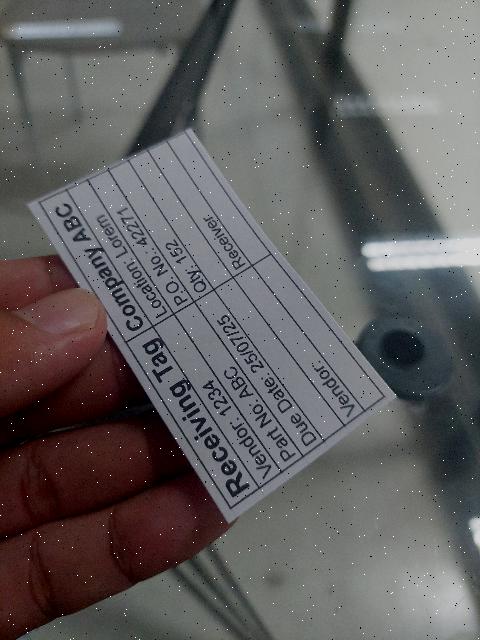 Receiving Tag Company ABC
Vendor: 1234 Location: Lorem
Part No: ABC P.O. No: 42271
Due Date: 25/07/25 Qty: 152
Vendor: Receiver